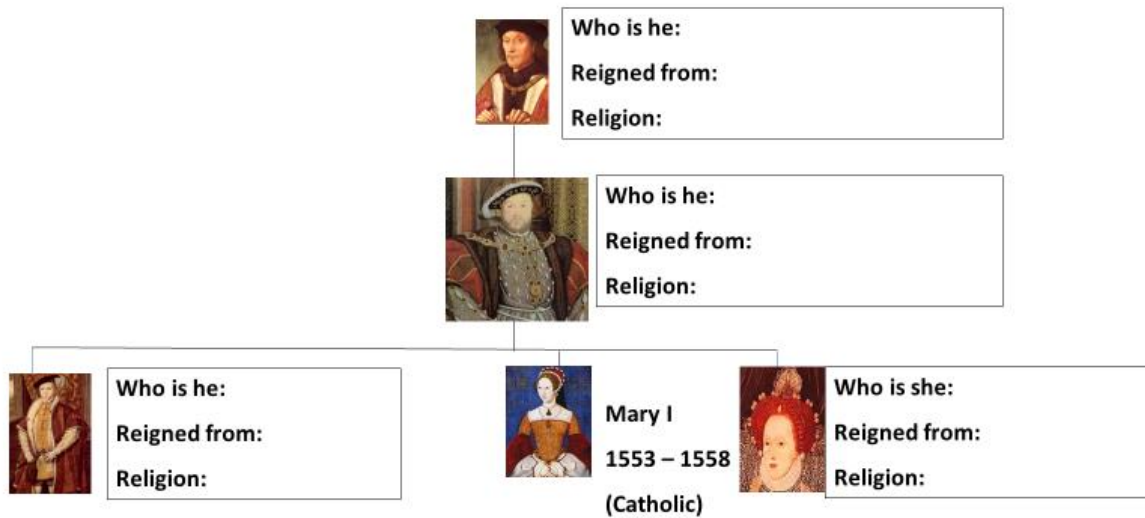 Who is he:
Reigned from:
Religion:
Who is he:
Reigned from:
Religion:
Who is he:
Reigned from:
Religion:
Mary I
1553 – 1558
(Catholic)
Who is she:
Reigned from:
Religion: